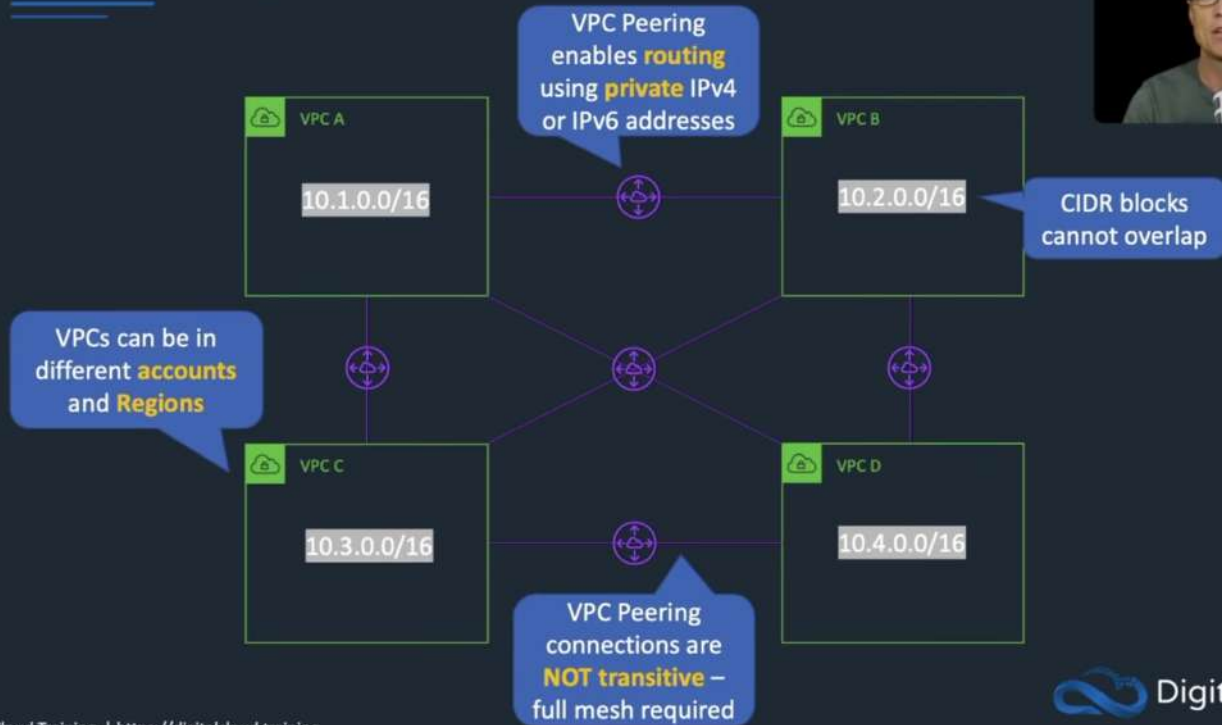 VPC Peering
enables routing
using private IPv4
or IPv6 addresses
VPC A
VPC B
10.1.0.0/16
10.2.0.0/16
CIDR blocks
cannot overlap
VPCs can be in
different accounts
and Regions
VPC C
VPC D
10.3.0.0/16
10.4.0.0/16
VPC Peering
connections are
NOT transitive –
full mesh required
Digit